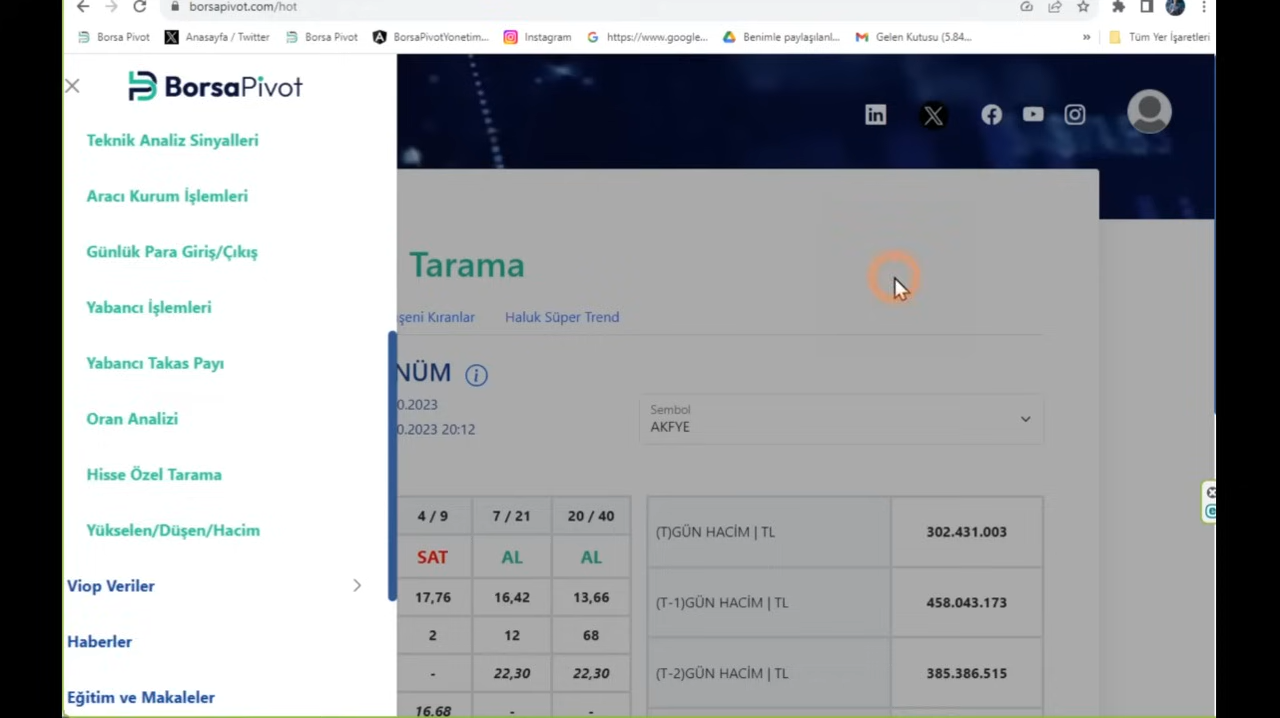 borsapivot.com/hot
Borsa Pivot
Anasayfa / Twitter
Borsa Pivot
BorsaPivotYonetim...
Instagram
https://www.google...
Benimle paylaşılanl...
Gelen Kutusu (5.84...
»
Tüm Yer İşaretleri
BorsaPivot
Teknik Analiz Sinyalleri
Aracı Kurum İşlemleri
Günlük Para Giriş/Çıkış
Yabancı İşlemleri
Yabancı Takas Payı
Oran Analizi
Hisse Özel Tarama
Yükselen/Düşen/Hacim
Viop Veriler
Haberler
Eğitim ve Makaleler
Tarama
şeni Kıranlar
Haluk Süper Trend
NÜM
0.2023
0.2023 20:12
Sembol
AKFYE
4 / 9 7 / 21 20 / 40
SAT AL AL
17,76 16,42 13,66
2 12 68
- 22,30 22,30
16,68 - -
(T)GÜN HACİM | TL 302.431.003
(T-1)GÜN HACİM | TL 458.043.173
(T-2)GÜN HACİM | TL 385.386.515